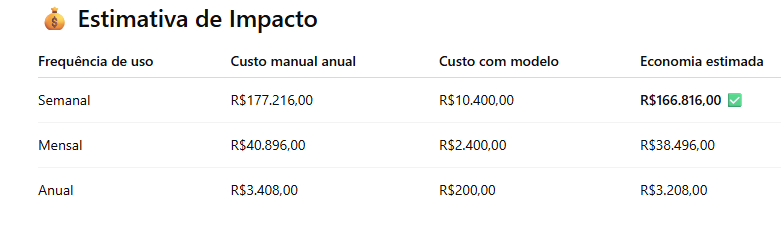 💰 Estimativa de Impacto
Frequência de uso Custo manual anual Custo com modelo Economia estimada
Semanal R$177.216,00 R$10.400,00 R$166.816,00 ✅
Mensal R$40.896,00 R$2.400,00 R$38.496,00
Anual R$3.408,00 R$200,00 R$3.208,00